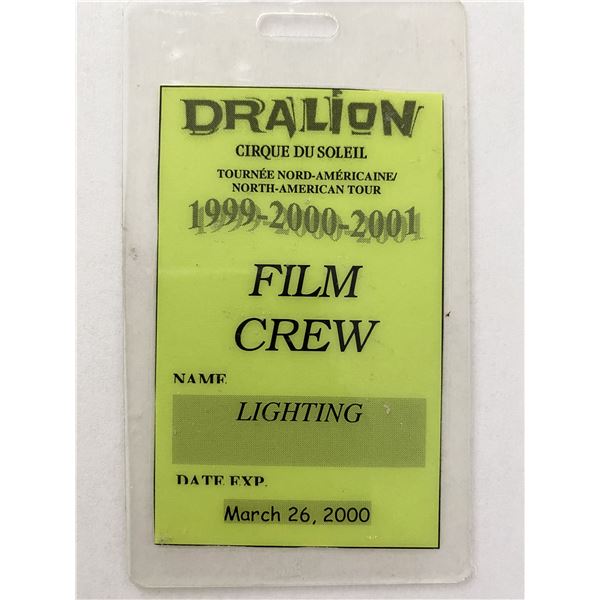 DRALION
CIRQUE DU SOLEIL
TOURNÉE NORD-AMÉRICAINE/
NORTH-AMERICAN TOUR
1999-2000-2001
FILM
CREW
NAME
LIGHTING
DATE EXP.
March 26, 2000